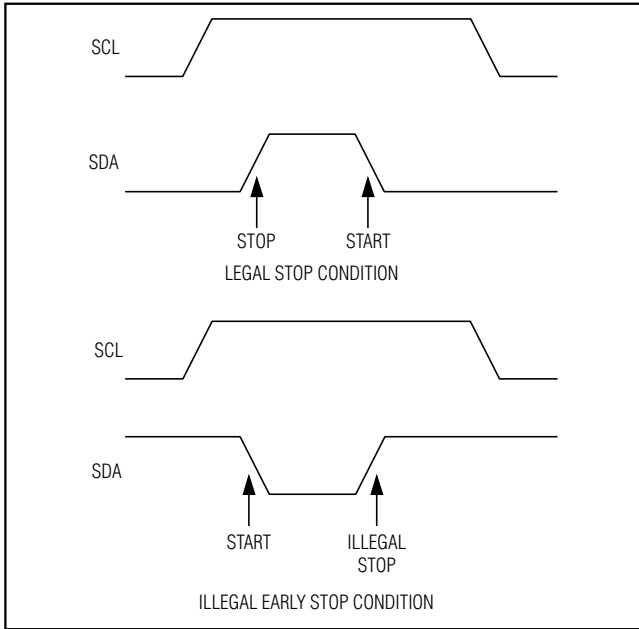 SCL
SDA
STOP START
LEGAL STOP CONDITION
SCL
SDA
START ILLEGAL
STOP
ILLEGAL EARLY STOP CONDITION